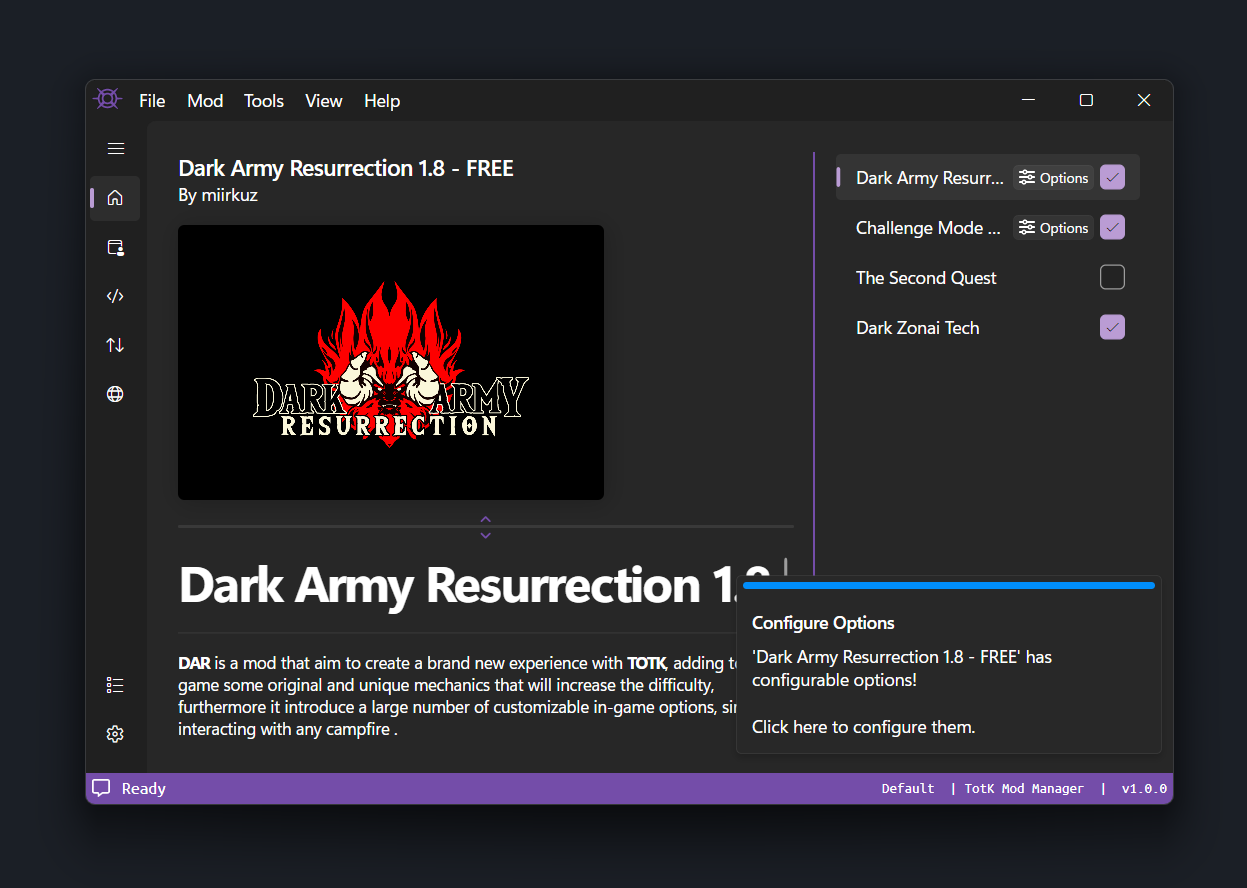 File Mod Tools View Help
Dark Army Resurrection 1.8 - FREE
By miirkuz
DARK ARMY
RESURRECTION
Dark Army Resurr... Options
Challenge Mode ... Options
The Second Quest
Dark Zonai Tech
Dark Army Resurrection 1.8
DAR is a mod that aim to create a brand new experience with TOTK, adding
game some original and unique mechanics that will increase the difficulty,
furthermore it introduce a large number of customizable in-game options,
interacting with any campfire .
Configure Options
'Dark Army Resurrection 1.8 - FREE' has
configurable options!
Click here to configure them.
Ready
Default | TotK Mod Manager | v1.0.0